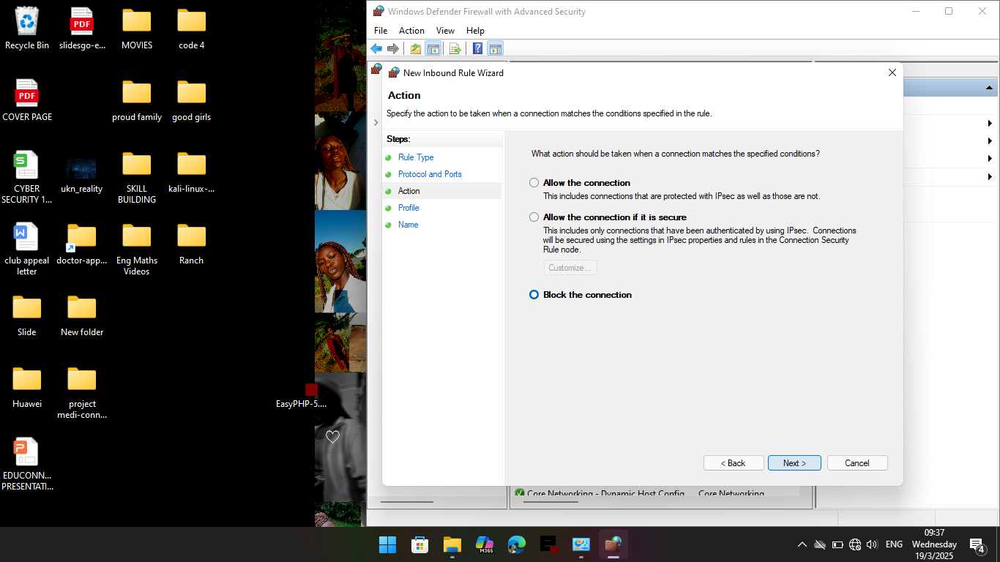 Recycle Bin
slidesgo-e...
MOVIES
code 4
PDF
PDF
COVER PAGE
proud family
good girls
S
CYBER
SECURITY 1...
ukn_reality
SKILL
BUILDING
kali-linux-...
W
club appeal
letter
doctor-app...
Eng Maths
Videos
Ranch
Slide
New folder
Huawei
project
medi-conn...
EasyPHP-5....
P
EDUCONN...
PRESENTATI...
Windows Defender Firewall with Advanced Security
File Action View Help
New Inbound Rule Wizard
Action
Specify the action to be taken when a connection matches the conditions specified in the rule.
Steps:
Rule Type
Protocol and Ports
Action
Profile
Name
What action should be taken when a connection matches the specified conditions?
Allow the connection
This includes connections that are protected with IPsec as well as those are not.
Allow the connection if it is secure
This includes only connections that have been authenticated by using IPsec. Connections
will be secured using the settings in IPsec properties and rules in the Connection Security
Rule node.
Customize...
Block the connection
< Back
Next >
Cancel
Core Networking - Dynamic Host Config... Core Networking
M365
ENG
09:37
Wednesday
19/3/2025
4